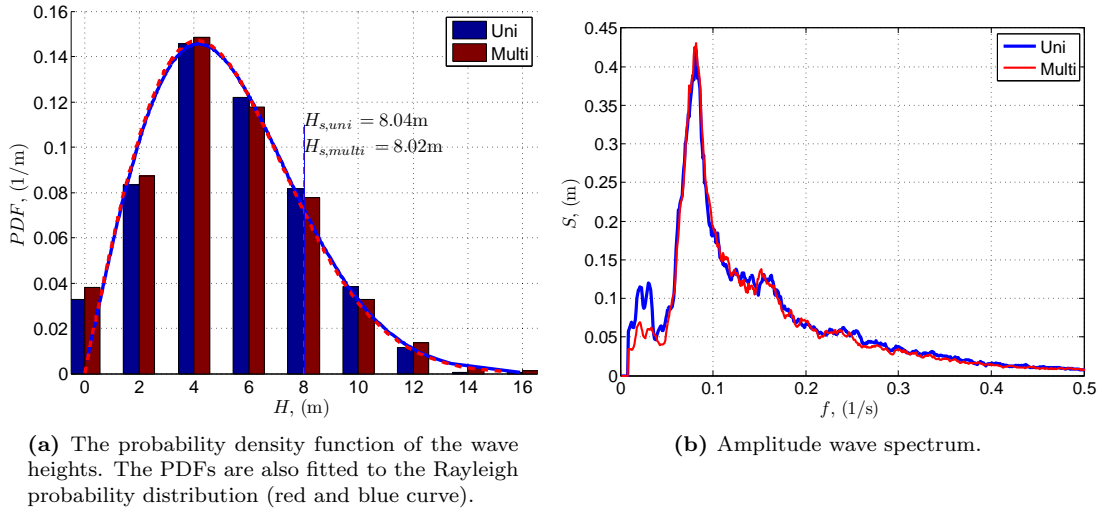 0.16
0.14
0.12
0.1
0.08
0.06
0.04
0.02
0
PDF, (1/m)
Uni
Multi
H_{s,uni} = 8.04m
H_{s,multi} = 8.02m
0 2 4 6 8 10 12 14 16
H, (m)
(a) The probability density function of the wave
heights. The PDFs are also fitted to the Rayleigh
probability distribution (red and blue curve).
0.45
0.4
0.35
0.3
0.25
0.2
0.15
0.1
0.05
0
S, (m)
Uni
Multi
0 0.1 0.2 0.3 0.4 0.5
f, (1/s)
(b) Amplitude wave spectrum.